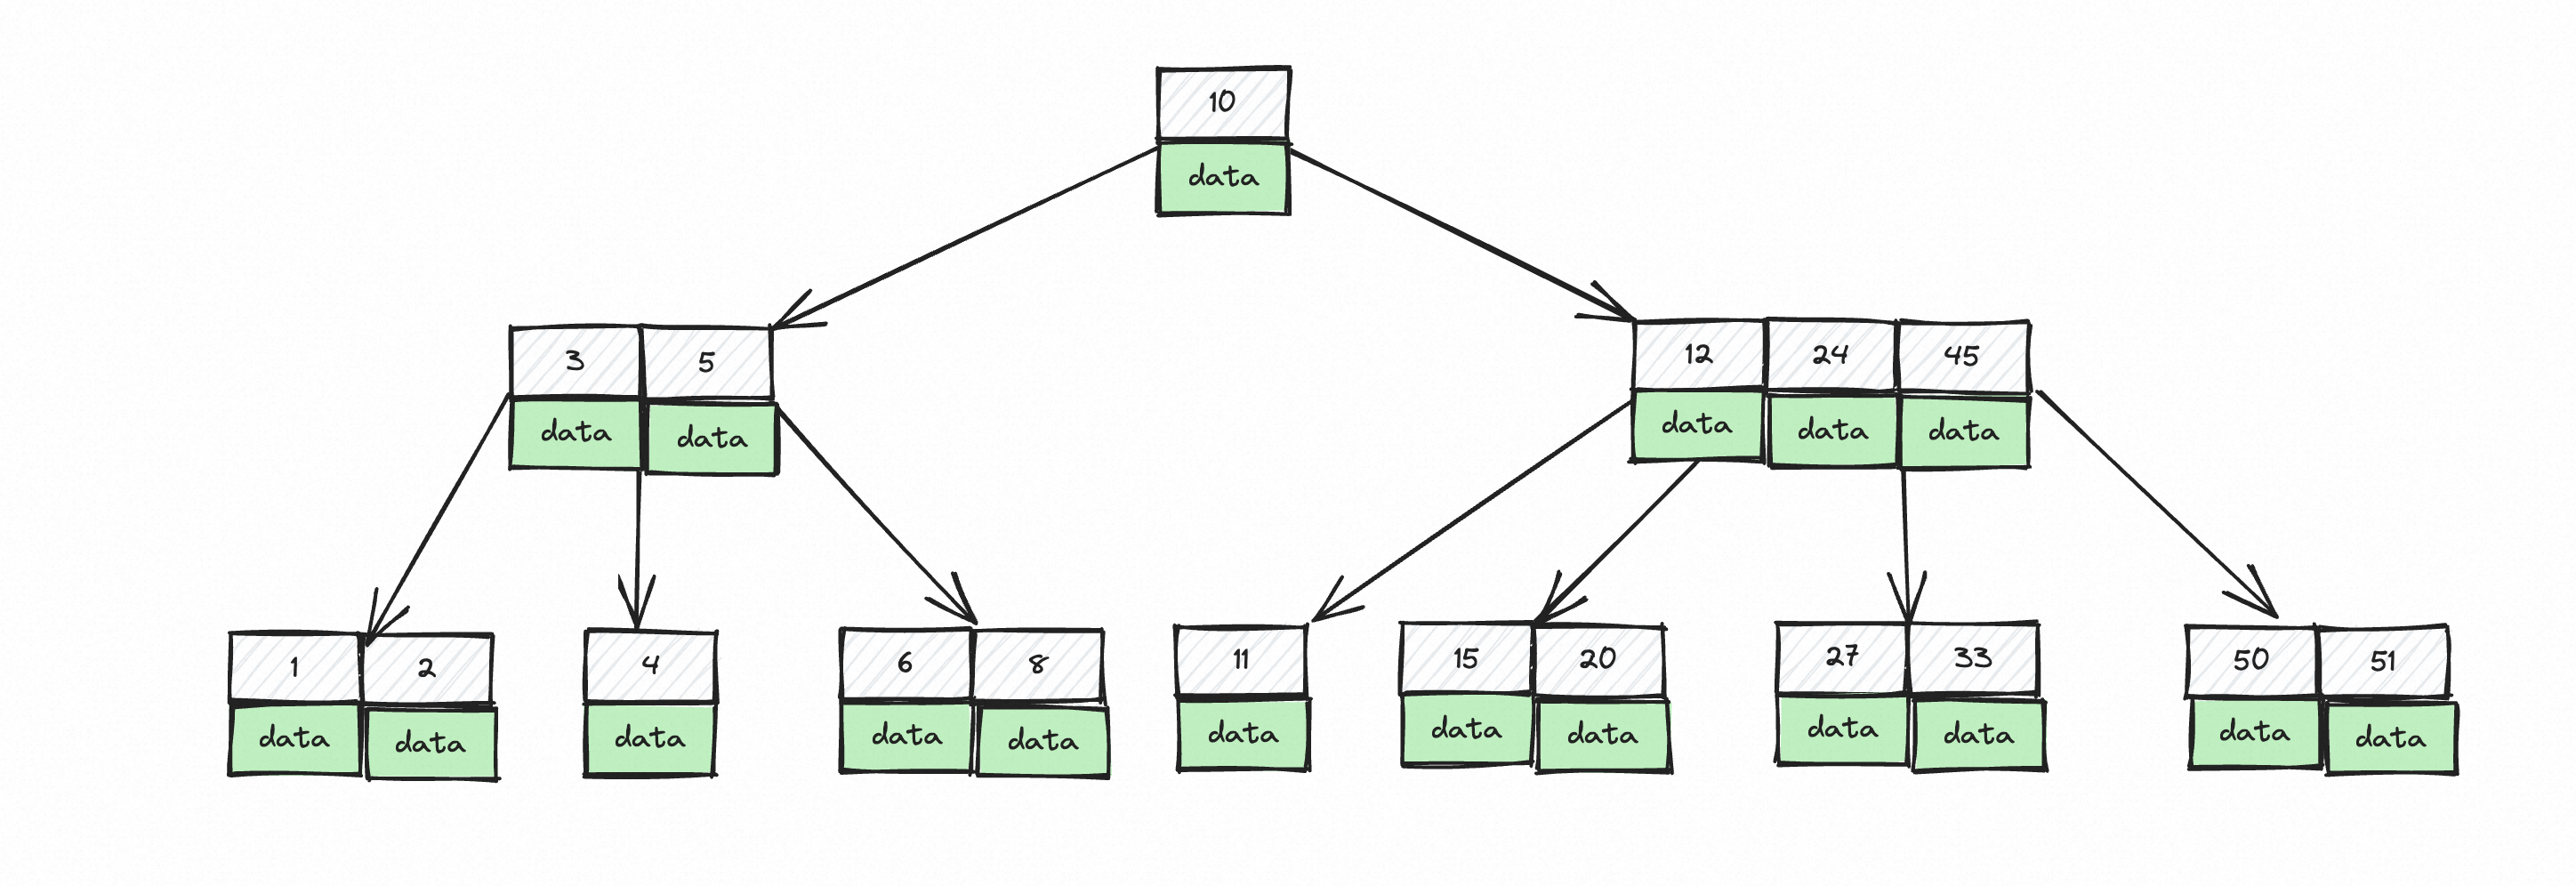 10
data
3 5
data data
12 24 45
data data data
1 2
data data
4
data
6 8
data data
11
data
15 20
data data
27 33
data data
50 51
data data